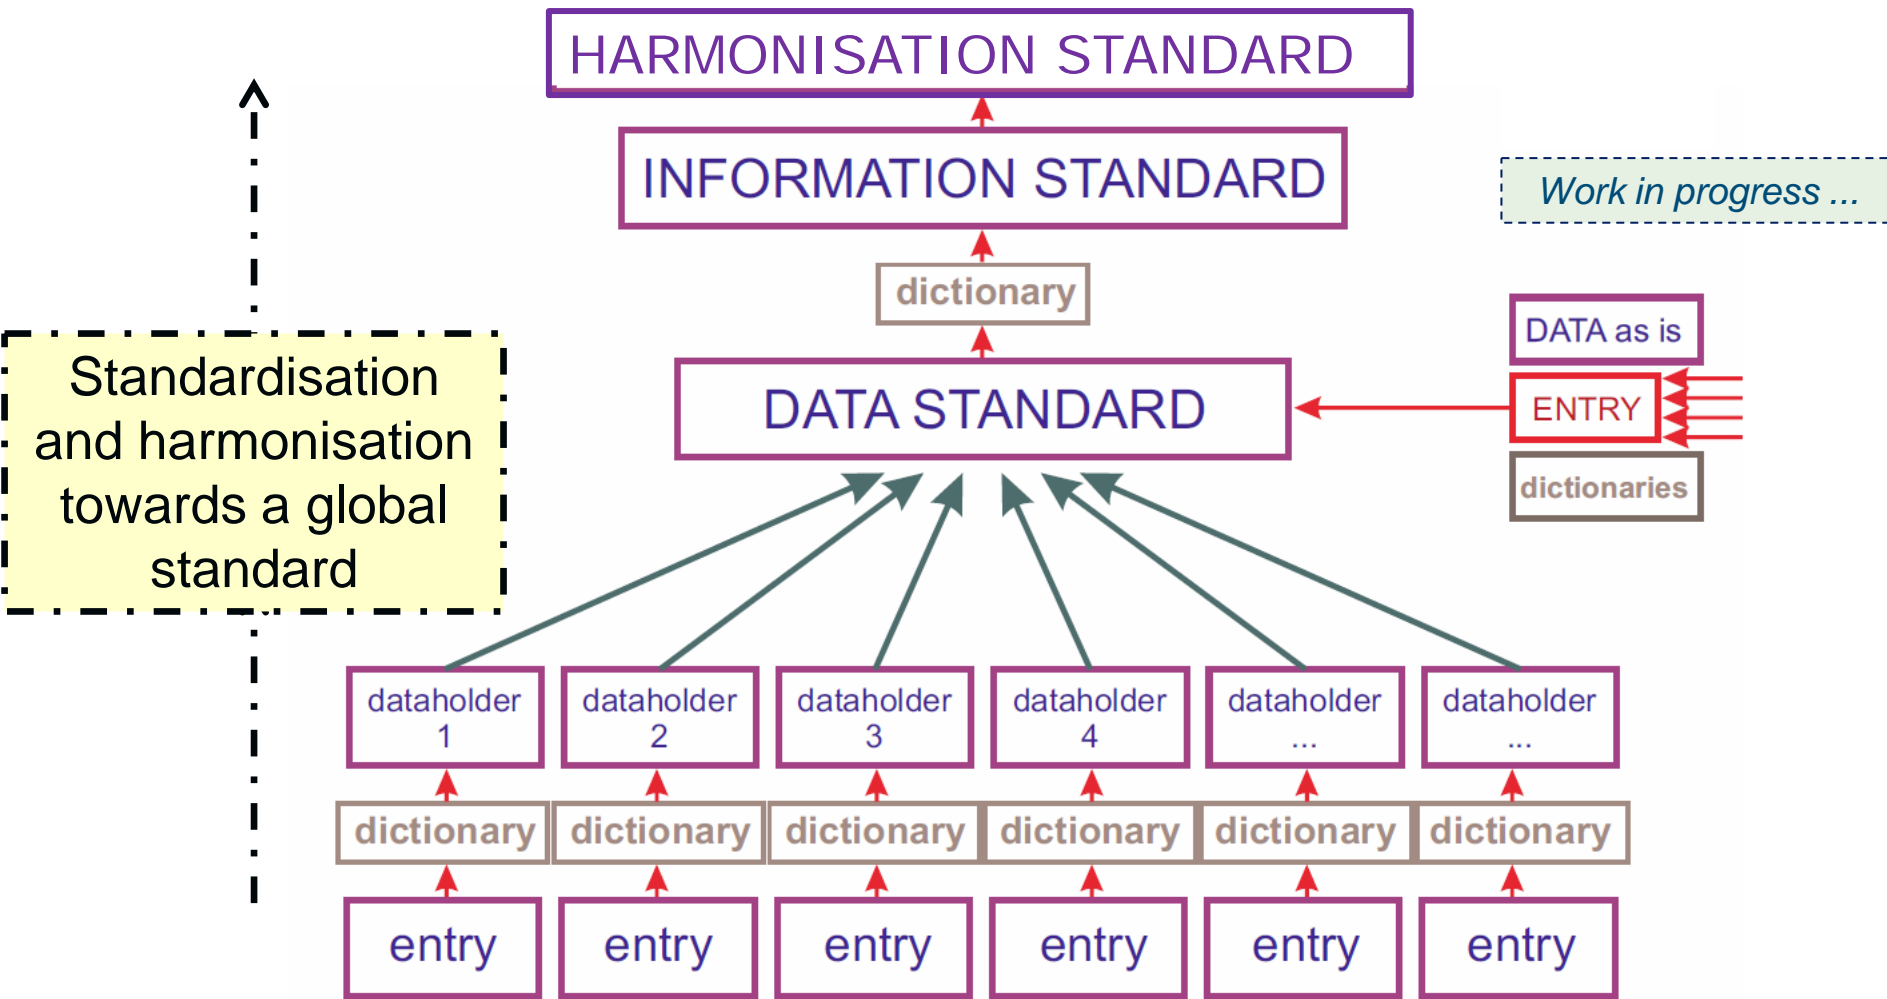 HARMONISATION STANDARD
INFORMATION STANDARD
Work in progress ...
dictionary
DATA as is
Standardisation
and harmonisation
towards a global
standard
DATA STANDARD
ENTRY
dictionaries
dataholder
1
dataholder
2
dataholder
3
dataholder
4
dataholder
...
dataholder
...
dictionary
dictionary
dictionary
dictionary
dictionary
dictionary
entry
entry
entry
entry
entry
entry